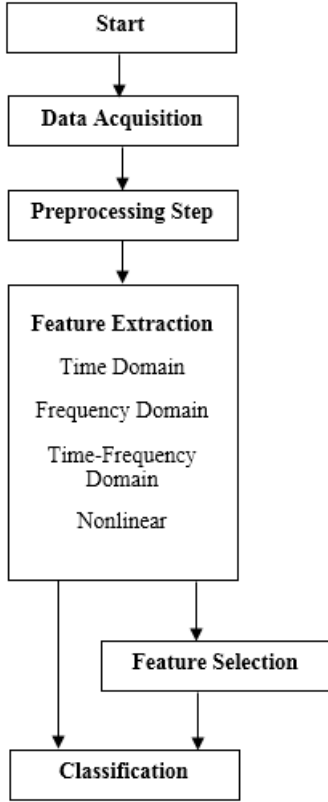 Start
Data Acquisition
Preprocessing Step
Feature Extraction
Time Domain
Frequency Domain
Time-Frequency
Domain
Nonlinear
Feature Selection
Classification